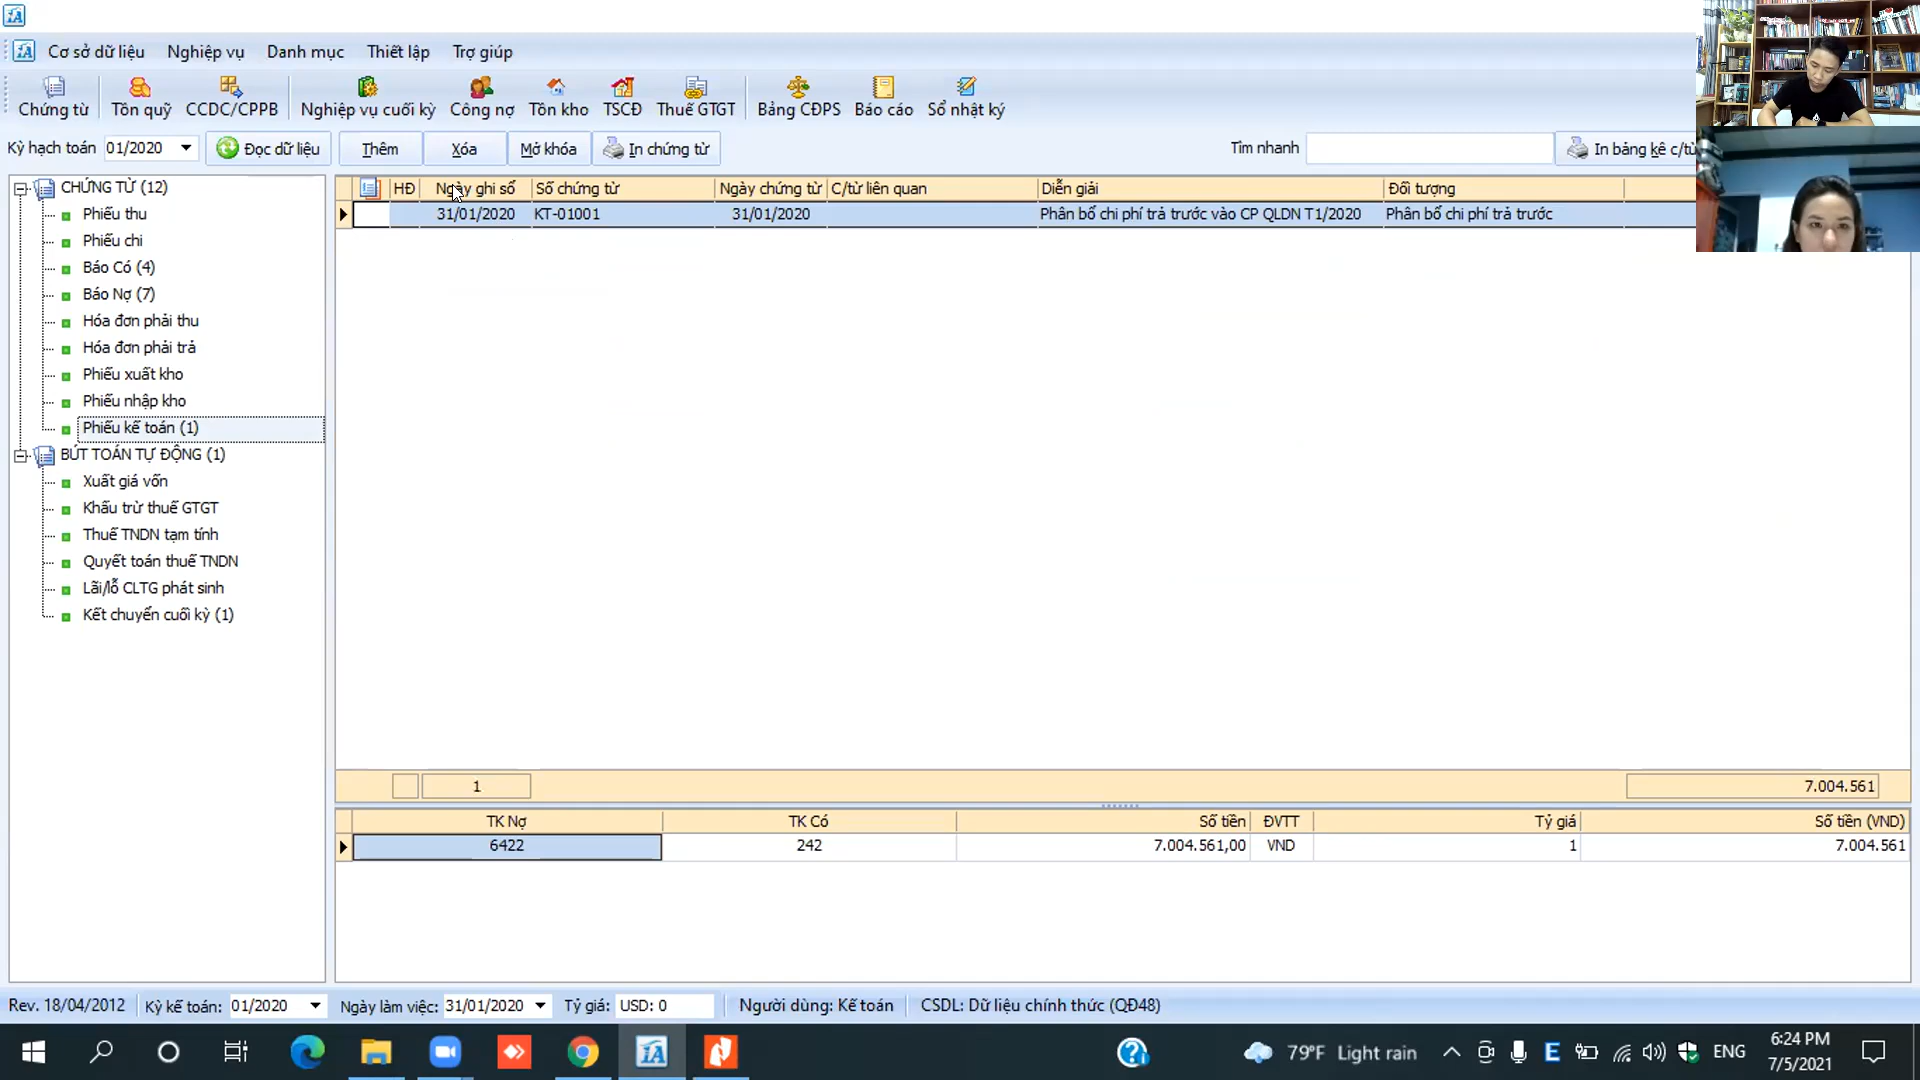 Cơ sở dữ liệu Nghiệp vụ Danh mục Thiết lập Trợ giúp
Chứng từ Tồn quỹ CCDC/CPPB Nghiệp vụ cuối kỳ Công nợ Tồn kho TSCĐ Thuế GTGT Bảng CĐPS Báo cáo Sổ nhật ký
Kỳ hạch toán 01/2020 Đọc dữ liệu Thêm Xóa Mở khóa In chứng từ Tìm nhanh In bảng kê c/từ
CHỨNG TỪ (12)
Phiếu thu
Phiếu chi
Báo Có (4)
Báo Nợ (7)
Hóa đơn phải thu
Hóa đơn phải trả
Phiếu xuất kho
Phiếu nhập kho
Phiếu kế toán (1)
BÚT TOÁN TỰ ĐỘNG (1)
Xuất giá vốn
Khấu trừ thuế GTGT
Thuế TNDN tạm tính
Quyết toán thuế TNDN
Lãi/lỗ CLTG phát sinh
Kết chuyển cuối kỳ (1)
HĐ Ngày ghi sổ Số chứng từ Ngày chứng từ C/từ liên quan Diễn giải Đối tượng
31/01/2020 KT-01001 31/01/2020 Phân bổ chi phí trả trước vào CP QLDN T1/2020 Phân bổ chi phí trả trước
1 7.004.561
TK Nợ TK Có Số tiền ĐVTT Tỷ giá Số tiền (VND)
6422 242 7.004.561,00 VND 1 7.004.561
Rev. 18/04/2012 Kỳ kế toán: 01/2020 Ngày làm việc: 31/01/2020 Tỷ giá: USD: 0 Người dùng: Kế toán CSDL: Dữ liệu chính thức (QĐ48)
79°F Light rain ENG 6:24 PM
7/5/2021